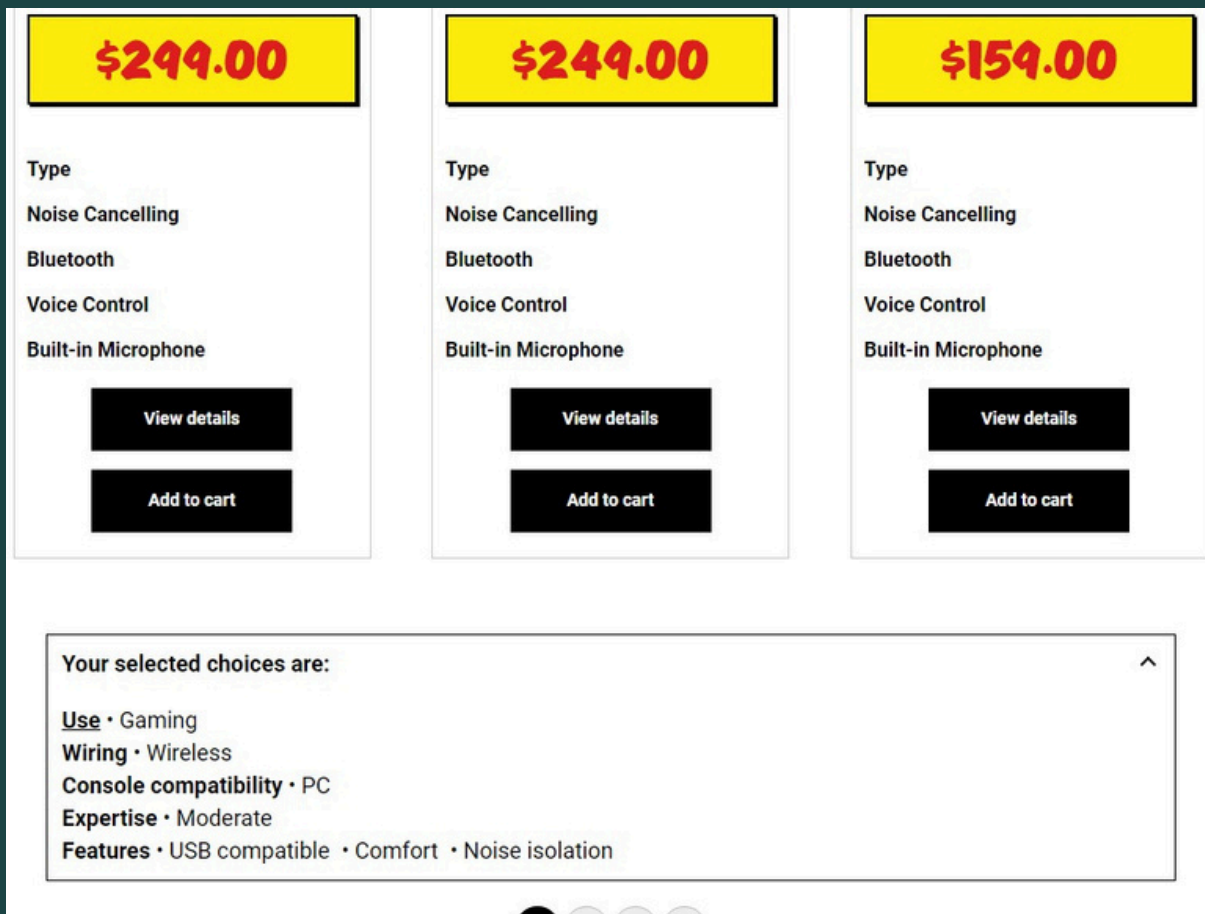 $299.00
Type
Noise Cancelling
Bluetooth
Voice Control
Built-in Microphone
View details
Add to cart
$249.00
Type
Noise Cancelling
Bluetooth
Voice Control
Built-in Microphone
View details
Add to cart
$159.00
Type
Noise Cancelling
Bluetooth
Voice Control
Built-in Microphone
View details
Add to cart
Your selected choices are:
Use • Gaming
Wiring • Wireless
Console compatibility • PC
Expertise • Moderate
Features • USB compatible • Comfort • Noise isolation